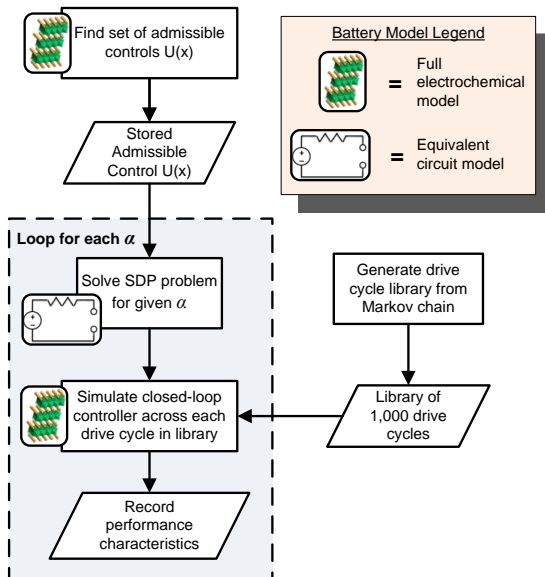 Find set of admissible
controls U(x)
Stored
Admissible
Control U(x)
Battery Model Legend
=
Full
electrochemical
model
=
Equivalent
circuit model
Loop for each α
Solve SDP problem
for given α
Generate drive
cycle library from
Markov chain
Simulate closed-loop
controller across each
drive cycle in library
Library of
1,000 drive
cycles
Record
performance
characteristics